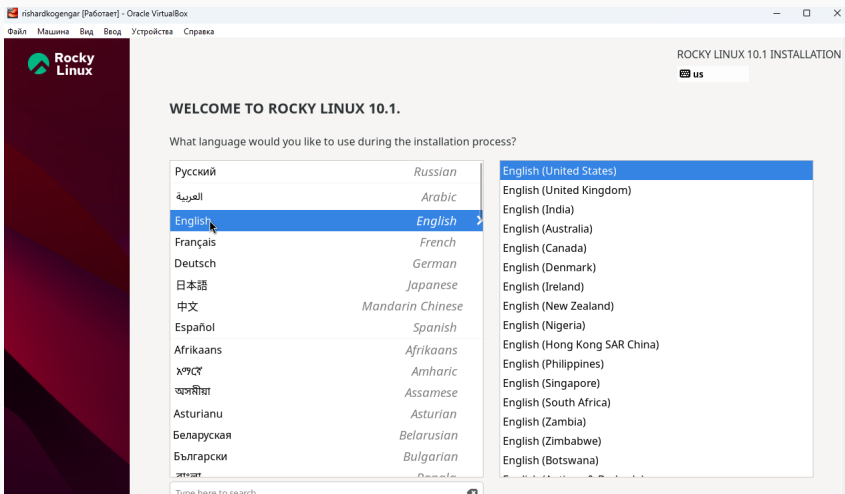 rishardkogengar [Работает] - Oracle VirtualBox
Файл Машина Вид Ввод Устройства Справка
Rocky
Linux
ROCKY LINUX 10.1 INSTALLATION
us
WELCOME TO ROCKY LINUX 10.1.
What language would you like to use during the installation process?
Русский Russian
العربية Arabic
English English
Français French
Deutsch German
日本語 Japanese
中文 Mandarin Chinese
Español Spanish
Afrikaans Afrikaans
አማርኛ Amharic
অসমীয়া Assamese
Asturianu Asturian
Беларуская Belarusian
Български Bulgarian
English (United States)
English (United Kingdom)
English (India)
English (Australia)
English (Canada)
English (Denmark)
English (Ireland)
English (New Zealand)
English (Nigeria)
English (Hong Kong SAR China)
English (Philippines)
English (Singapore)
English (South Africa)
English (Zambia)
English (Zimbabwe)
English (Botswana)
Type here to search